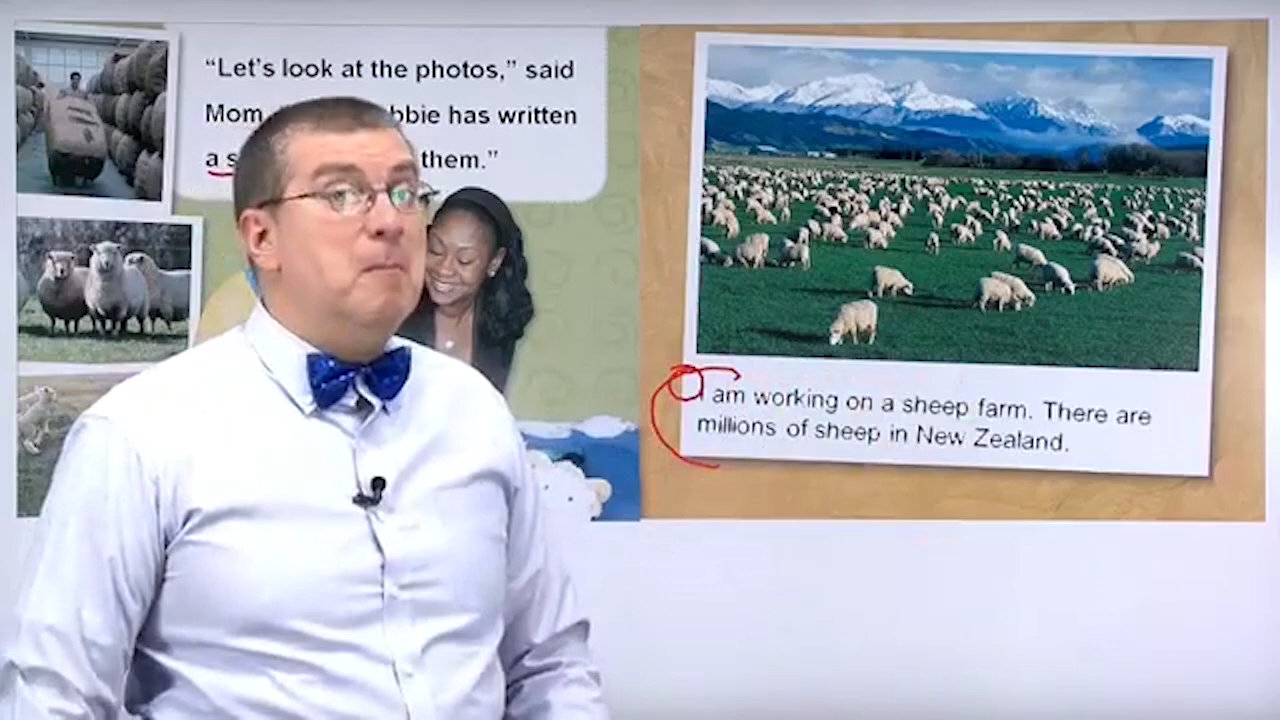 “Let’s look at the photos,” said
Mom. bbie has written
a s them.”
I am working on a sheep farm. There are
millions of sheep in New Zealand.